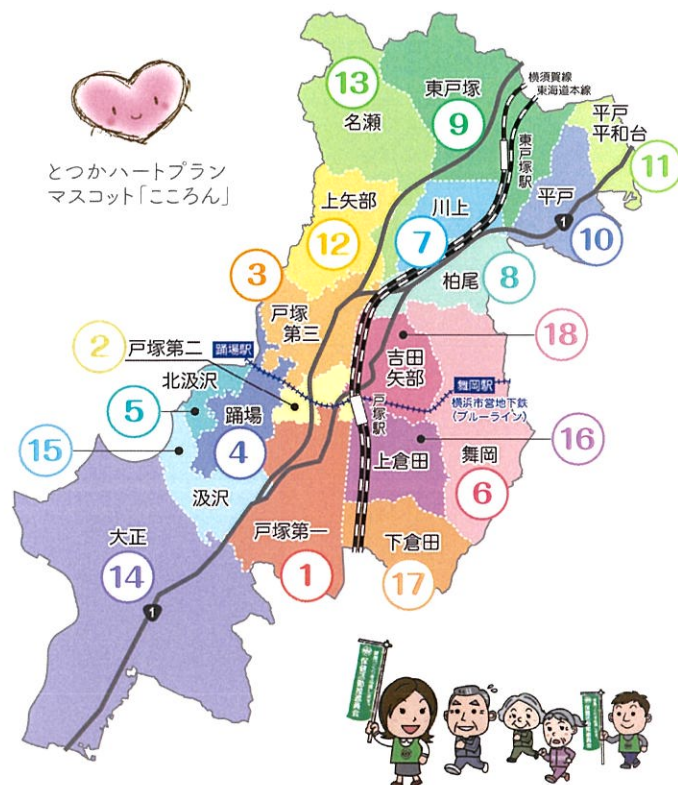 とつかハートプラン
マスコット「こころん」
13
名瀬
東戸塚
9
横須賀線
東海道本線
東戸塚駅
平戸
平和台
11
平戸
1
10
上矢部
12
川上
7
柏尾
8
3
戸塚
第三
2
戸塚第二
踊場駅
18
吉田
矢部
舞岡駅
横浜市営地下鉄
(ブルーライン)
戸塚駅
北汲沢
5
踊場
4
15
汲沢
16
上倉田
舞岡
6
大正
14
1
戸塚第一
1
下倉田
17